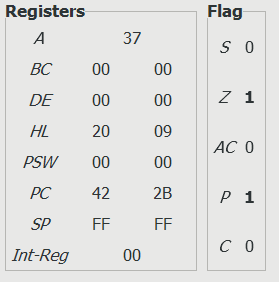 Registers
A 37
BC 00 00
DE 00 00
HL 20 09
PSW 00 00
PC 42 2B
SP FF FF
Int-Reg 00
Flag
S 0
Z 1
AC 0
P 1
C 0